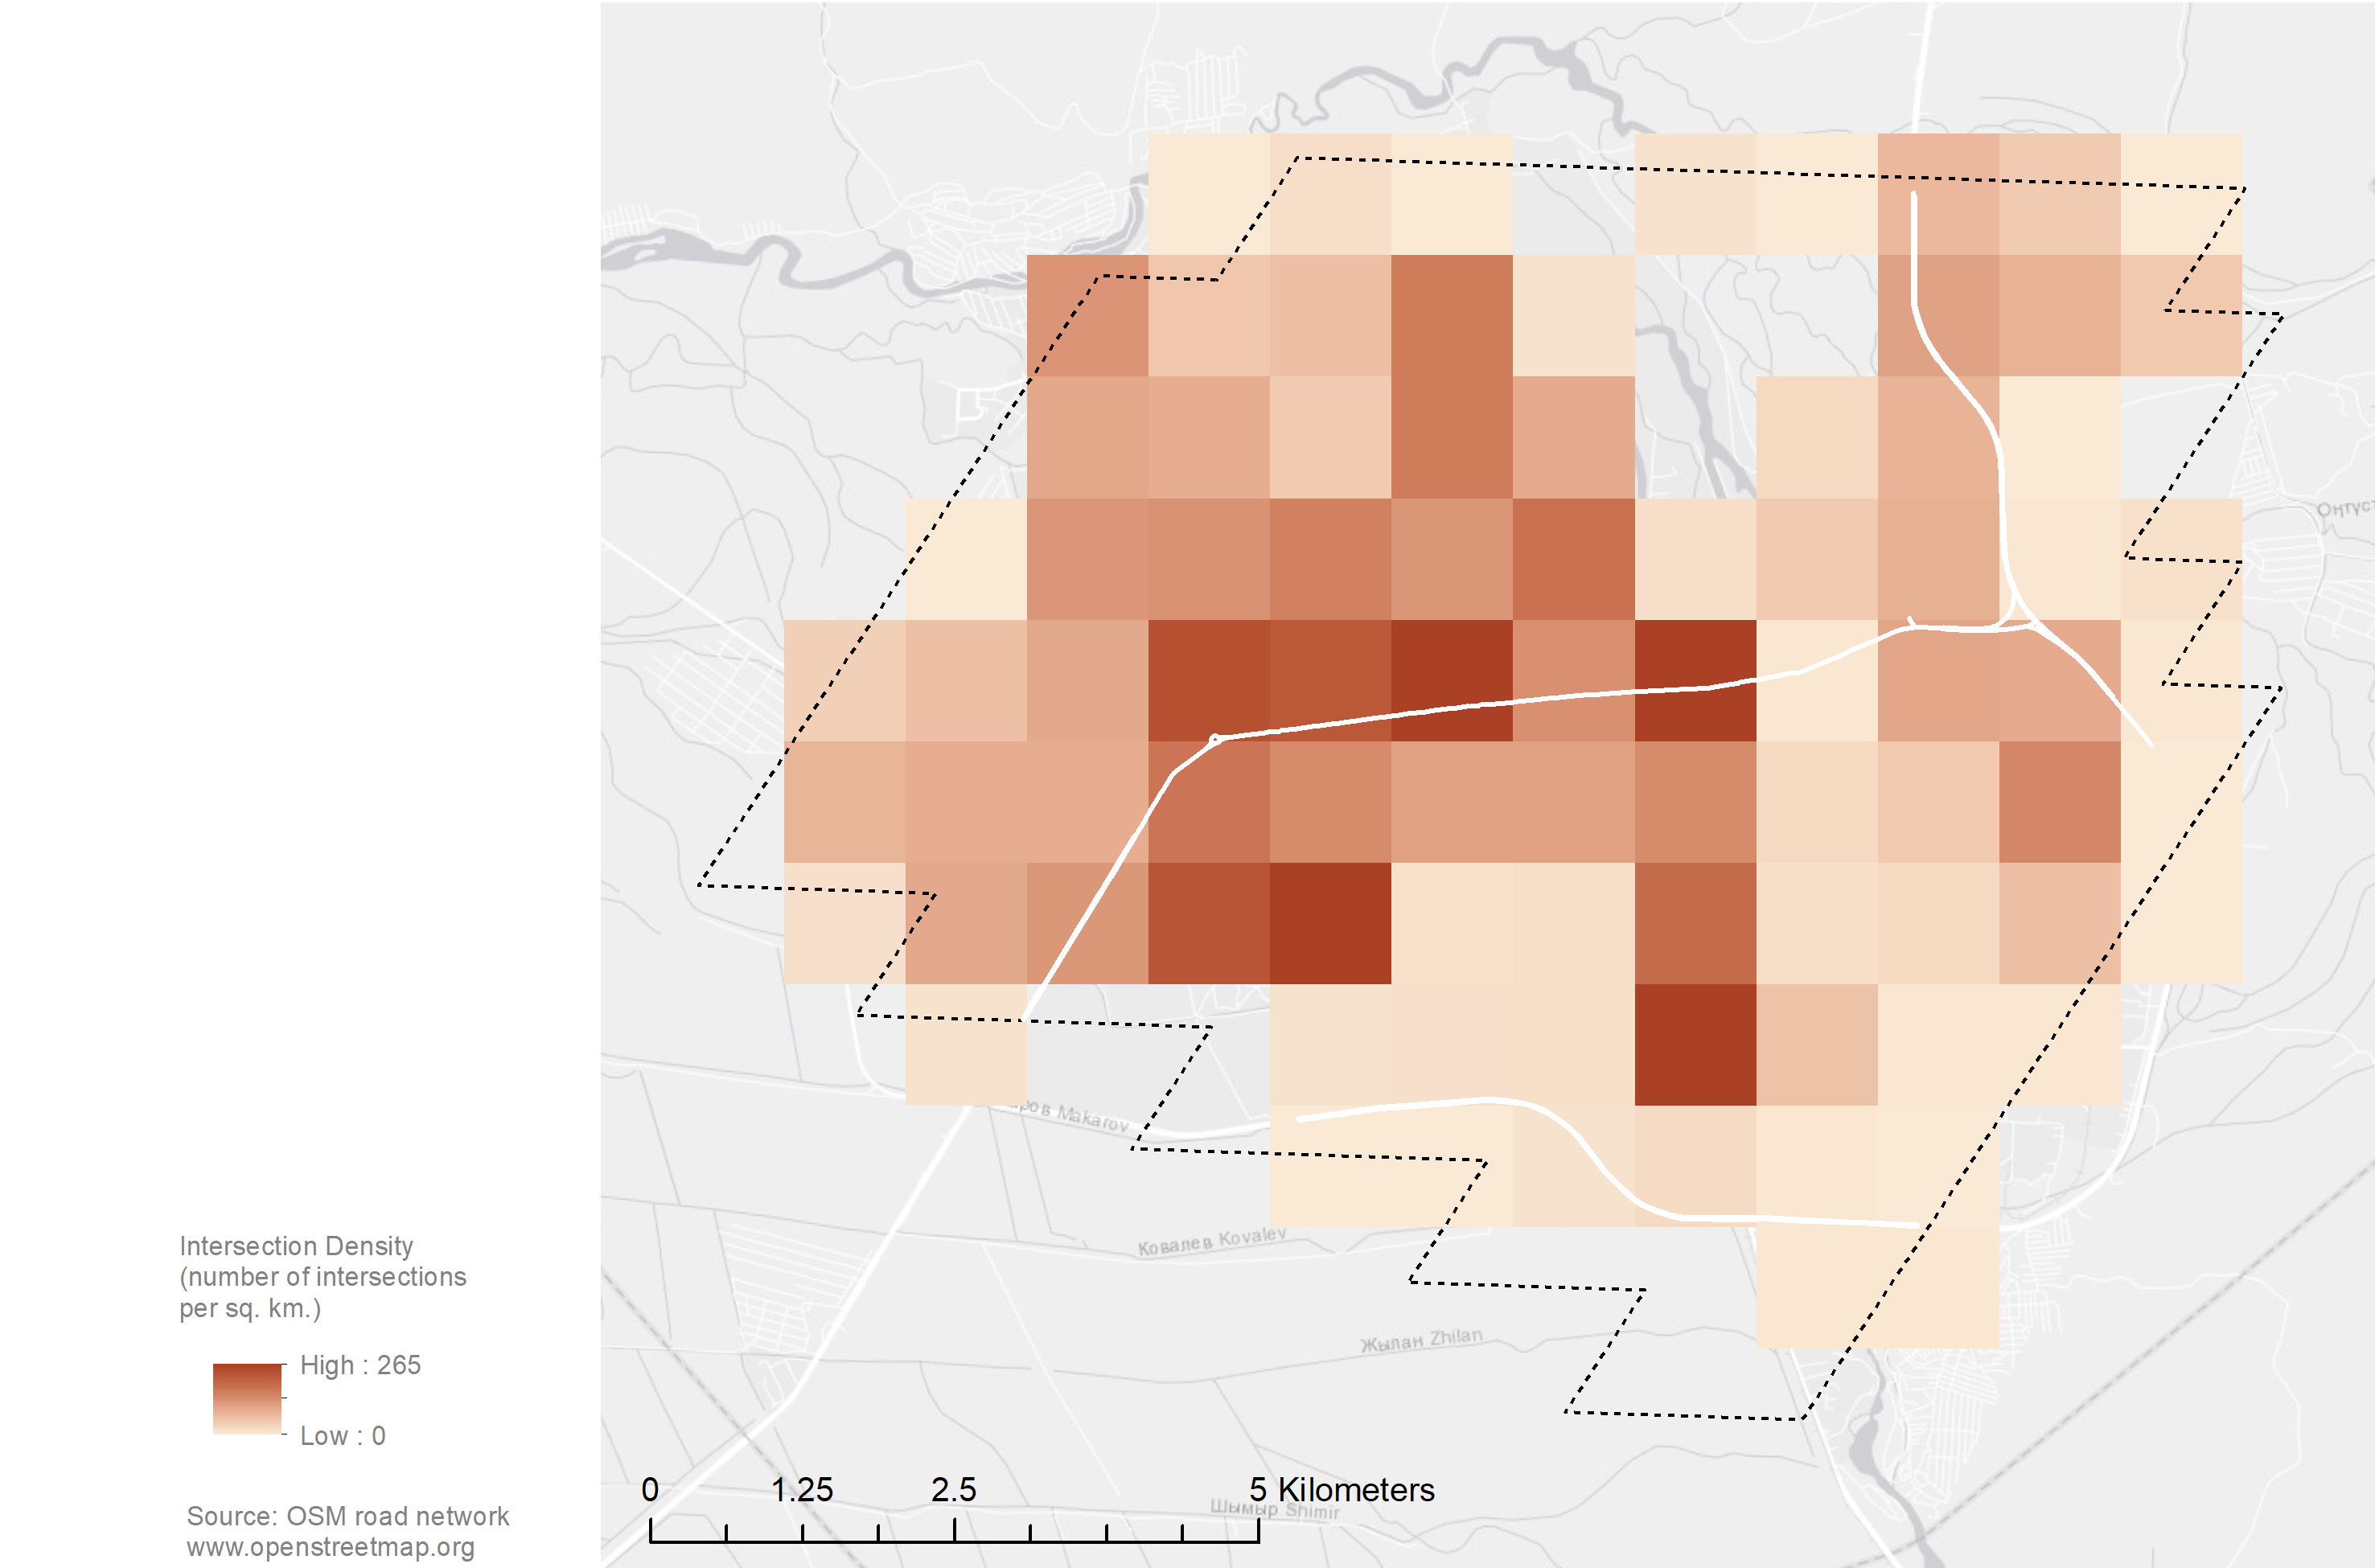 Оңтүст
ров Makarov
Ковалев Kovalev
Жылан Zhilan
Шымыр Shimir
Intersection Density
(number of intersections
per sq. km.)
High : 265
Low : 0
Source: OSM road network
www.openstreetmap.org
0 1.25 2.5 5 Kilometers